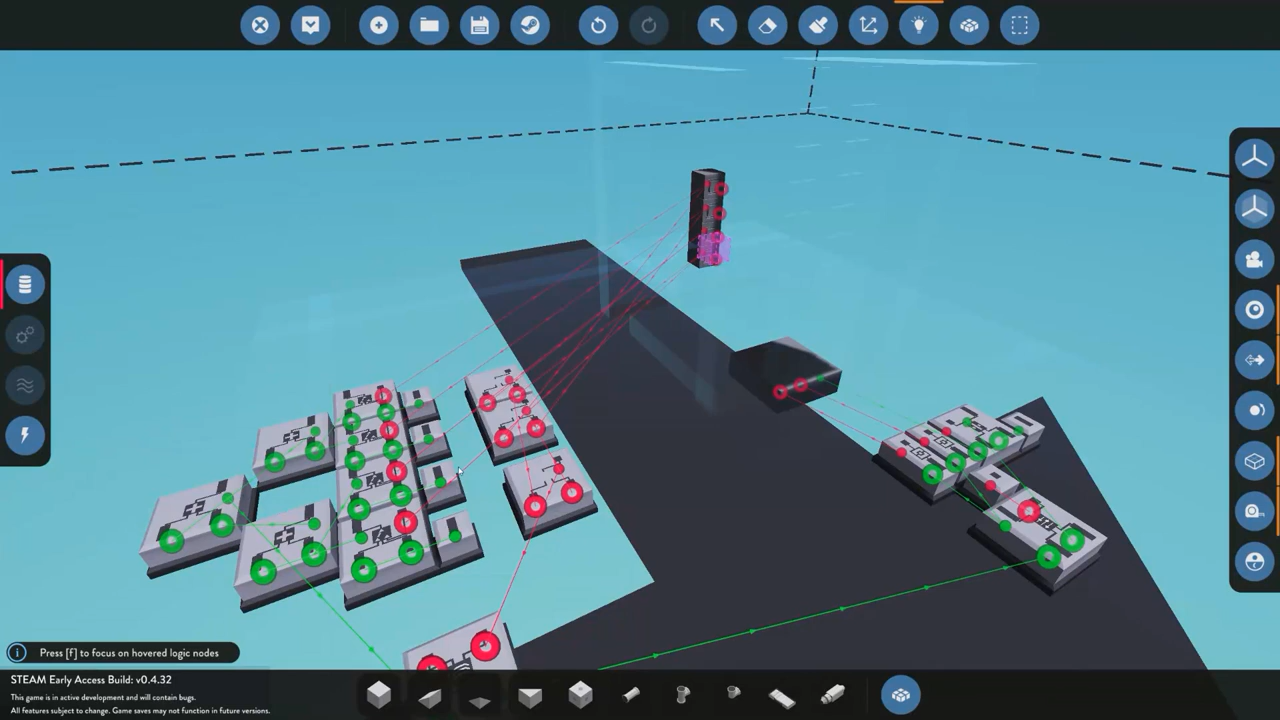 Press [f] to focus on hovered logic nodes
STEAM Early Access Build: v0.4.32
This game is in active development and will contain bugs.
All features subject to change. Game saves may not function in future versions.